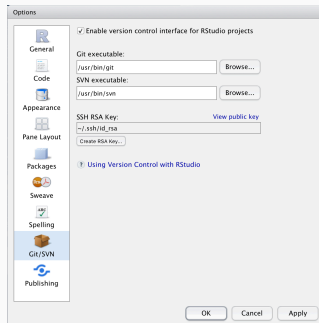 Options
General
Code
Appearance
Pane Layout
Packages
Sweave
ABC
Spelling
Git/SVN
Publishing
Enable version control interface for RStudio projects
Git executable:
/usr/bin/git Browse...
SVN executable:
/usr/bin/svn Browse...
SSH RSA Key: View public key
~/.ssh/id_rsa
Create RSA Key...
? Using Version Control with RStudio
OK Cancel Apply